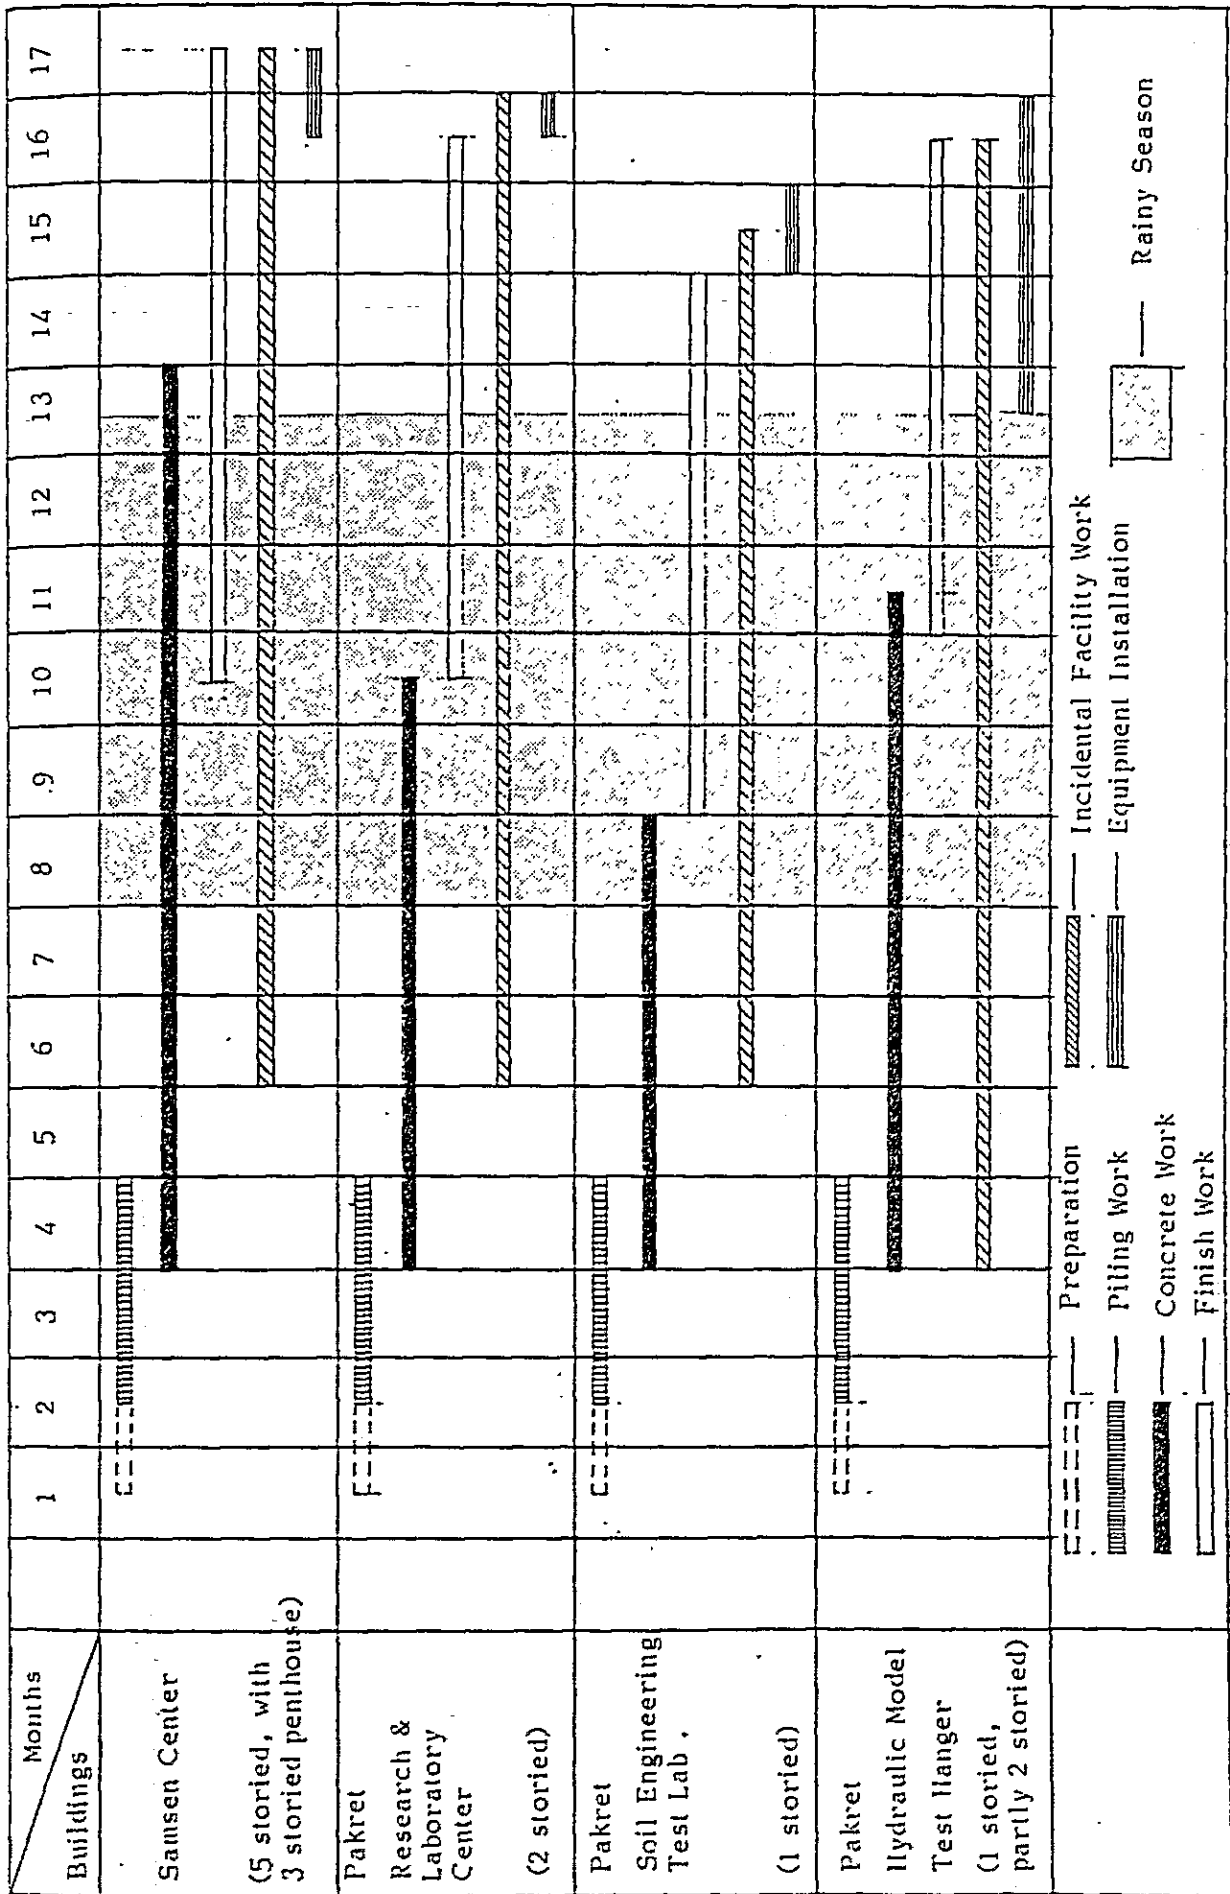 Months
Buildings
1 2 3 4 5 6 7 8 9 10 11 12 13 14 15 16 17
Samsen Center
(5 storied, with
3 storied penthouse)
Pakret
Research &
Laboratory
Center
(2 storied)
Pakret
Soil Engineering
Test Lab.
(1 storied)
Pakret
Hydraulic Model
Test Hanger
(1 storied,
partly 2 storied)
Preparation
Piling Work
Concrete Work
Finish Work
Incidental Facility Work
Equipment Installation
Rainy Season